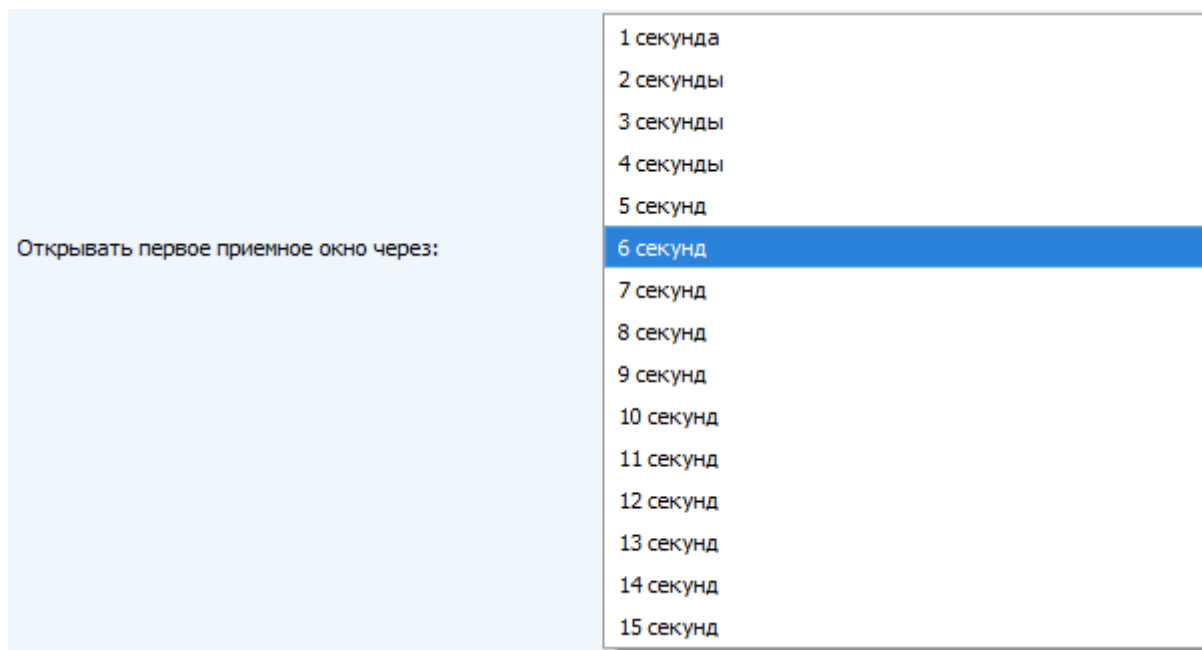 Открывать первое приемное окно через:
1 секунда
2 секунды
3 секунды
4 секунды
5 секунд
6 секунд
7 секунд
8 секунд
9 секунд
10 секунд
11 секунд
12 секунд
13 секунд
14 секунд
15 секунд